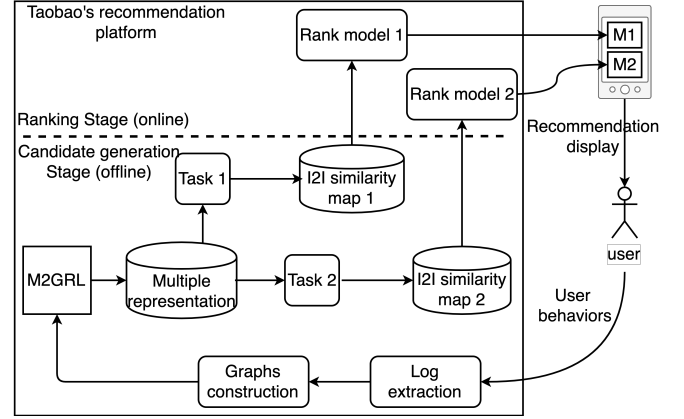 Taobao's recommendation
platform
Rank model 1
M1
M2
Rank model 2
Ranking Stage (online)
Recommendation
display
Candidate generation
Stage (offline)
Task 1
I2I similarity
map 1
user
M2GRL
Multiple
representation
Task 2
I2I similarity
map 2
User
behaviors
Graphs
construction
Log
extraction